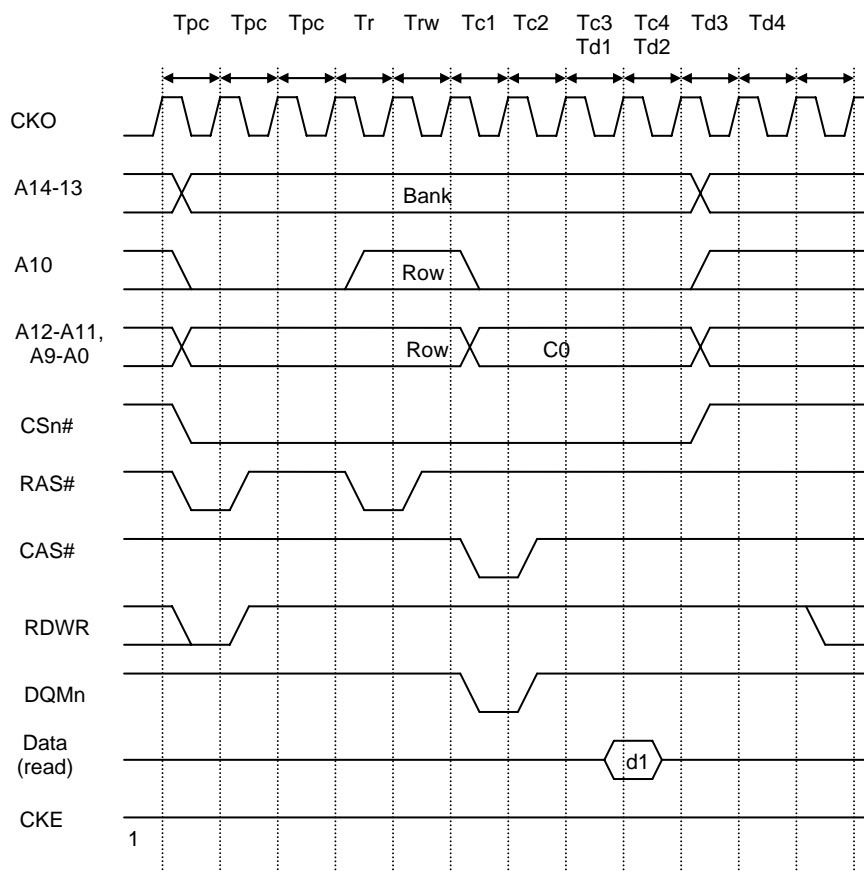 Tpc Tpc Tpc Tr Trw Tc1 Tc2 Tc3 Tc4 Td3 Td4
Td1 Td2
CKO
A14-13
Bank
A10
Row
A12-A11,
A9-A0
Row
C0
CSn#
RAS#
CAS#
RDWR
DQMn
Data
(read)
d1
CKE
1